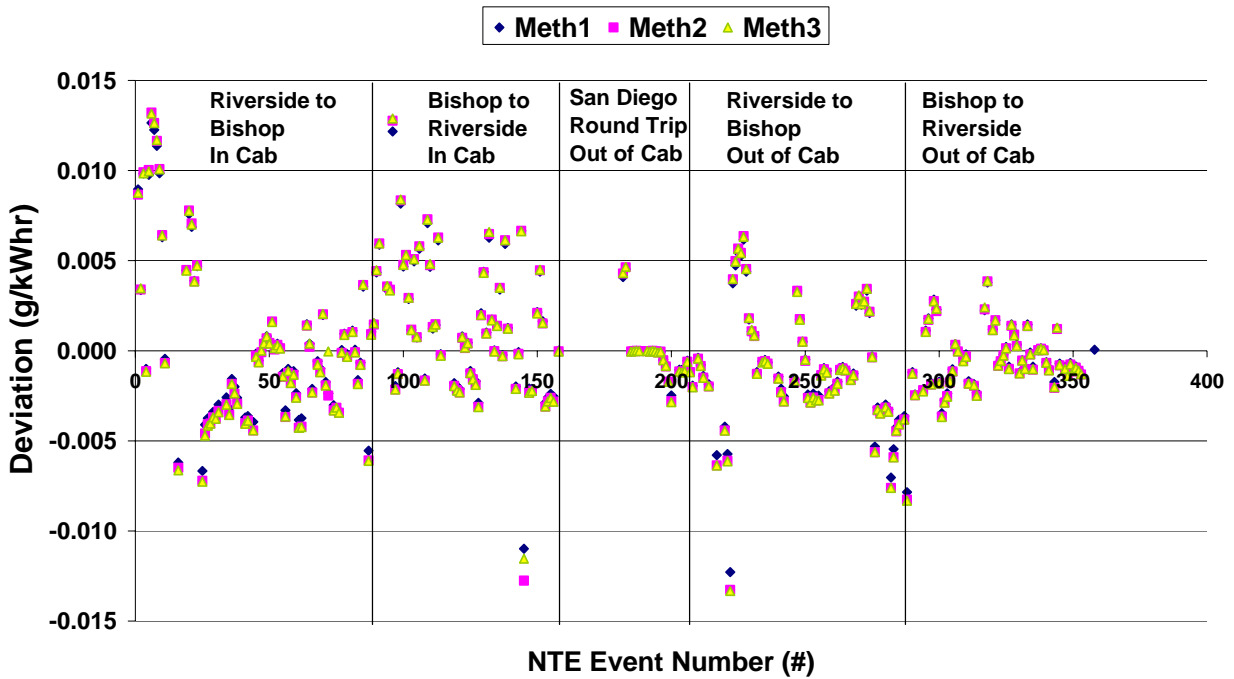 Meth1 Meth2 Meth3
Deviation (g/kWhr)
0.015
0.010
0.005
0.000
-0.005
-0.010
-0.015
Riverside to
Bishop
In Cab
Bishop to
Riverside
In Cab
San Diego
Round Trip
Out of Cab
Riverside to
Bishop
Out of Cab
Bishop to
Riverside
Out of Cab
0 50 100 150 200 250 300 350 400
NTE Event Number (#)